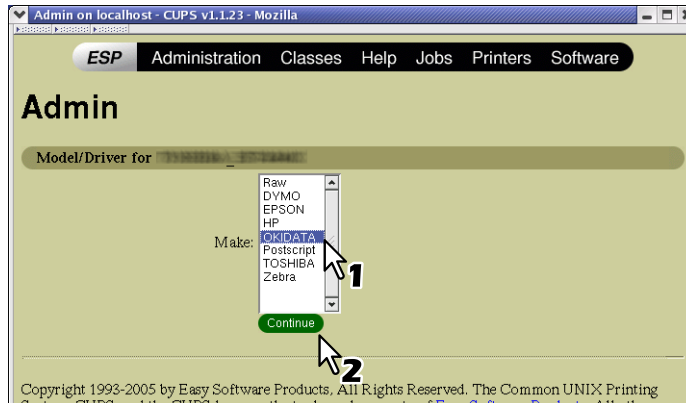 Admin on localhost - CUPS v1.1.23 - Mozilla
ESP Administration Classes Help Jobs Printers Software
Admin
Model/Driver for
Raw
DYMO
EPSON
HP
Make: OKIDATA
Postscript
TOSHIBA
Zebra
1
Continue
2
Copyright 1993-2005 by Easy Software Products, All Rights Reserved. The Common UNIX Printing